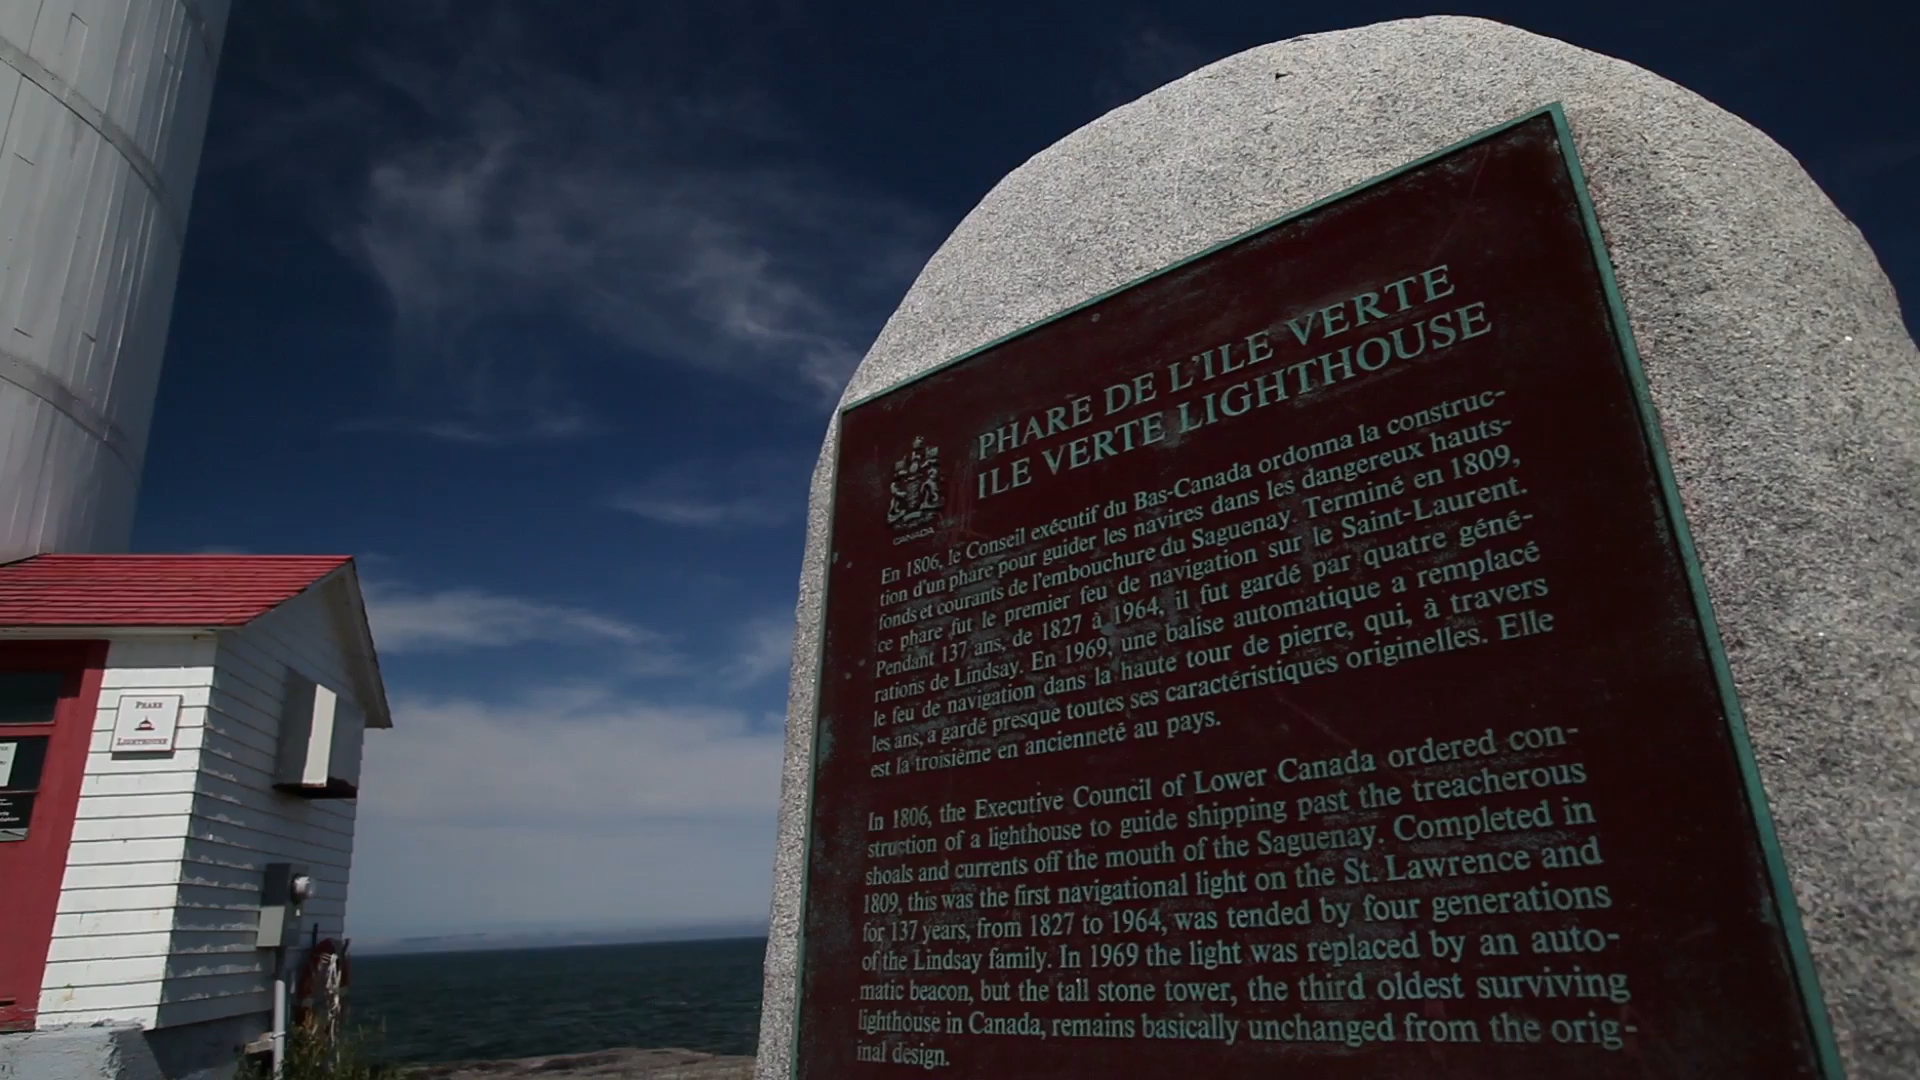 PHARE
LIGHTHOUSE
PHARE DE L'ILE VERTE
ILE VERTE LIGHTHOUSE
CANADA
En 1806, le Conseil exécutif du Bas-Canada ordonna la construc-
tion d'un phare pour guider les navires dans les dangereux hauts-
fonds et courants de l'embouchure du Saguenay. Terminé en 1809,
ce phare fut le premier feu de navigation sur le Saint-Laurent.
Pendant 137 ans, de 1827 à 1964, il fut gardé par quatre géné-
rations de Lindsay. En 1969, une balise automatique a remplacé
le feu de navigation dans la haute tour de pierre, qui, à travers
les ans, a gardé presque toutes ses caractéristiques originelles. Elle
est la troisième en ancienneté au pays.
In 1806, the Executive Council of Lower Canada ordered con-
struction of a lighthouse to guide shipping past the treacherous
shoals and currents off the mouth of the Saguenay. Completed in
1809, this was the first navigational light on the St. Lawrence and
for 137 years, from 1827 to 1964, was tended by four generations
of the Lindsay family. In 1969 the light was replaced by an auto-
matic beacon, but the tall stone tower, the third oldest surviving
lighthouse in Canada, remains basically unchanged from the orig-
inal design.